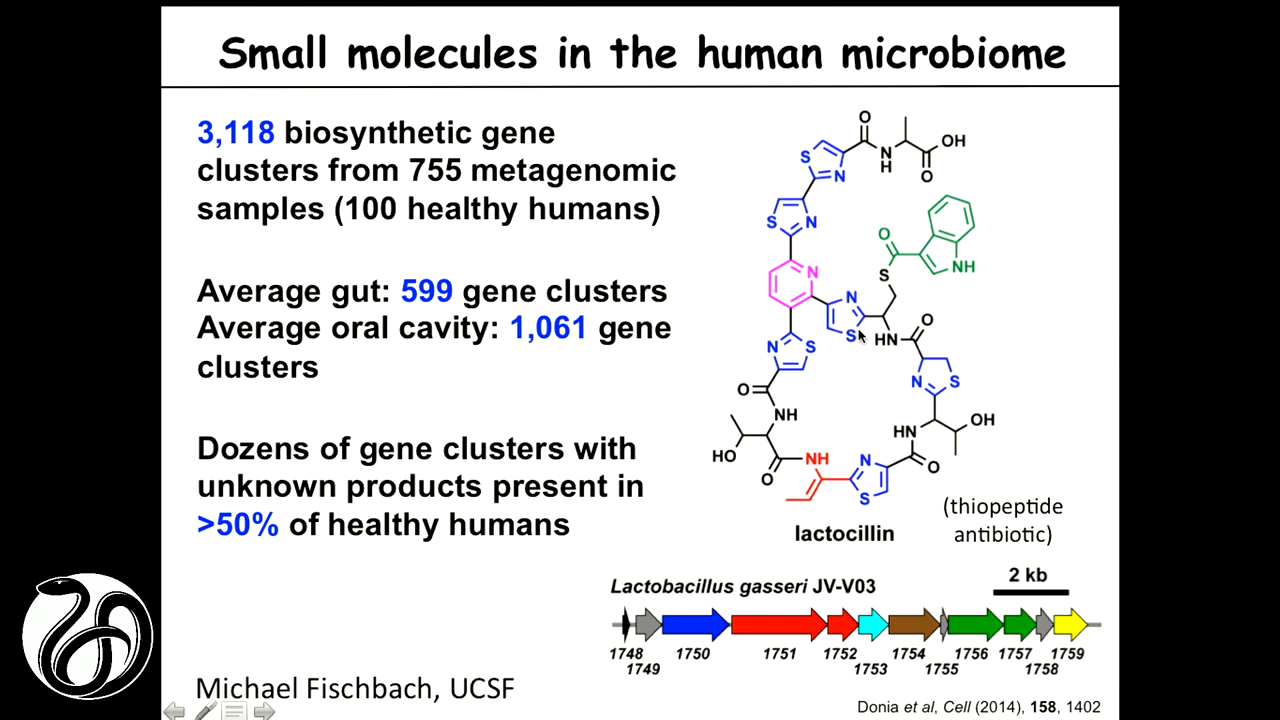 Small molecules in the human microbiome
3,118 biosynthetic gene
clusters from 755 metagenomic
samples (100 healthy humans)
Average gut: 599 gene clusters
Average oral cavity: 1,061 gene
clusters
Dozens of gene clusters with
unknown products present in
>50% of healthy humans
Michael Fischbach, UCSF
O
OH
N
H
O
S
N
S
N
O
N
S
NH
N
S
HN
O
N
S
O
NH
N
S
HO
O
NH
HN
OH
N
S
O
lactocillin
(thiopeptide
antibiotic)
Lactobacillus gasseri JV-V03
2 kb
1748 1750 1751 1752 1754 1756 1757 1759
1749 1753 1755 1758
Donia et al, Cell (2014), 158, 1402